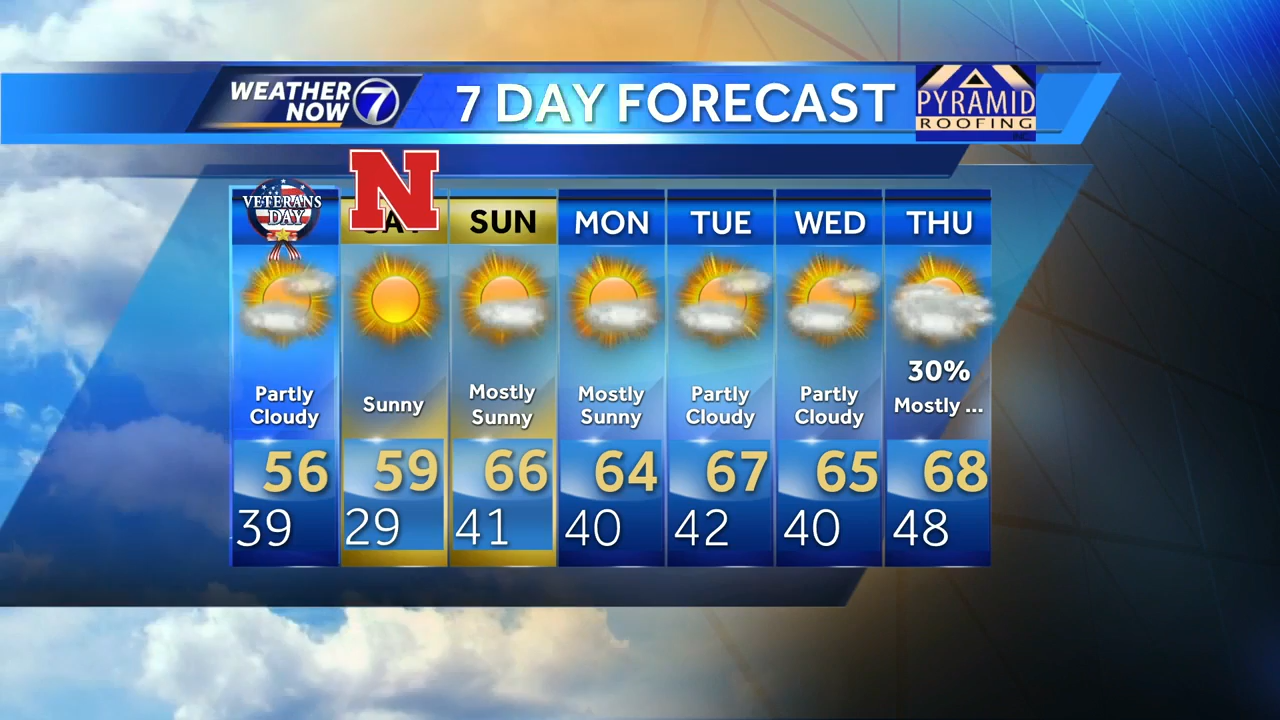 WEATHER
NOW 7
7 DAY FORECAST
PYRAMID
ROOFING
VETERANS
DAY
N
SUN
MON
TUE
WED
THU
30%
Partly
Cloudy
Sunny
Mostly
Sunny
Mostly
Sunny
Partly
Cloudy
Partly
Cloudy
Mostly ...
56
59
66
64
67
65
68
39
29
41
40
42
40
48